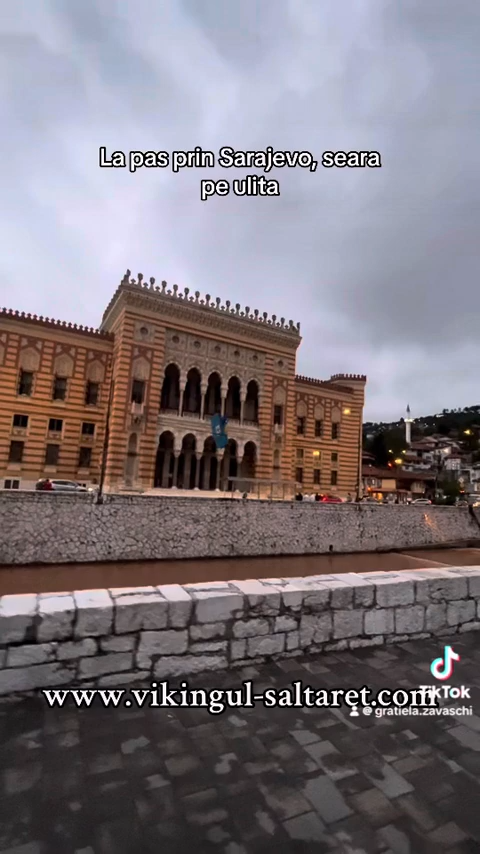 La pas prin Sarajevo, seara
pe ulita
www.vikingul-saltaret.com
TikTok
@ gratiela.zavaschi